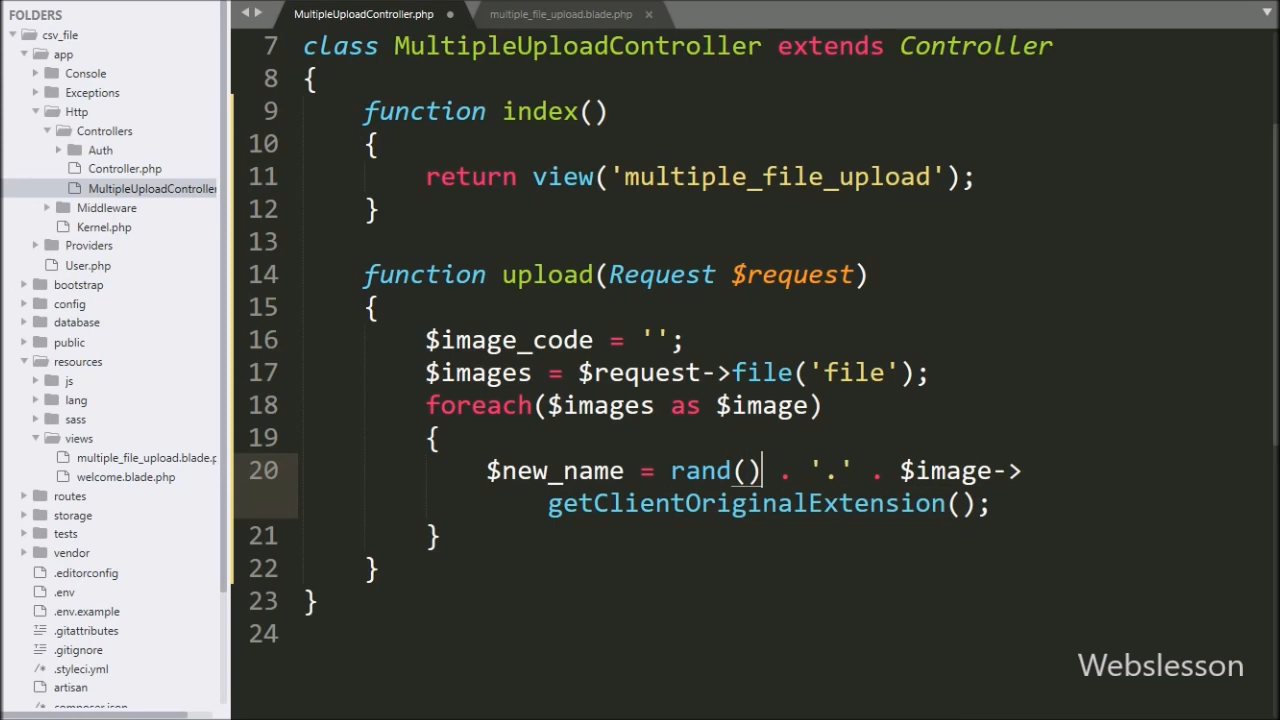 FOLDERS
csv_file
app
Console
Exceptions
Http
Controllers
Auth
Controller.php
MultipleUploadController
Middleware
Kernel.php
Providers
User.php
bootstrap
config
database
public
resources
js
lang
sass
views
multiple_file_upload.blade.p
welcome.blade.php
routes
storage
tests
vendor
.editorconfig
.env
.env.example
.gitattributes
.gitignore
.styleci.yml
artisan
composer.json
MultipleUploadController.php
multiple_file_upload.blade.php
7 class MultipleUploadController extends Controller
8 {
9 function index()
10 {
11 return view('multiple_file_upload');
12 }
13
14 function upload(Request $request)
15 {
16 $image_code = '';
17 $images = $request->file('file');
18 foreach($images as $image)
19 {
20 $new_name = rand() . '.' . $image->
getClientOriginalExtension();
21 }
22 }
23 }
24
Webslesson